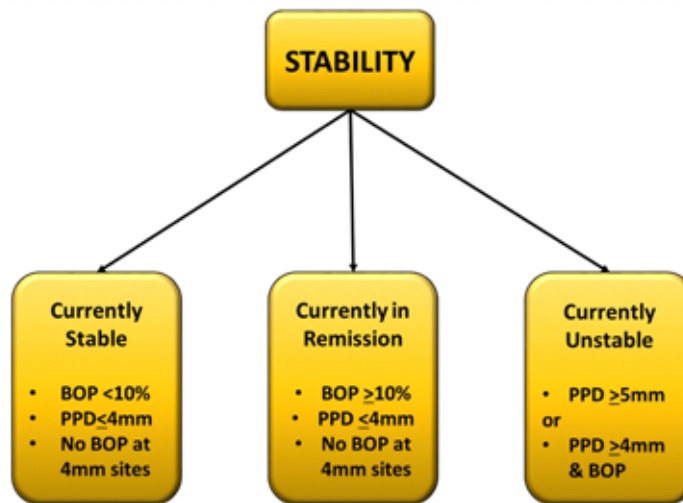 STABILITY
Currently
Stable
• BOP <10%
• PPD≤4mm
• No BOP at
4mm sites
Currently in
Remission
• BOP ≥10%
• PPD ≤4mm
• No BOP at
4mm sites
Currently
Unstable
• PPD ≥5mm
or
• PPD ≥4mm
& BOP